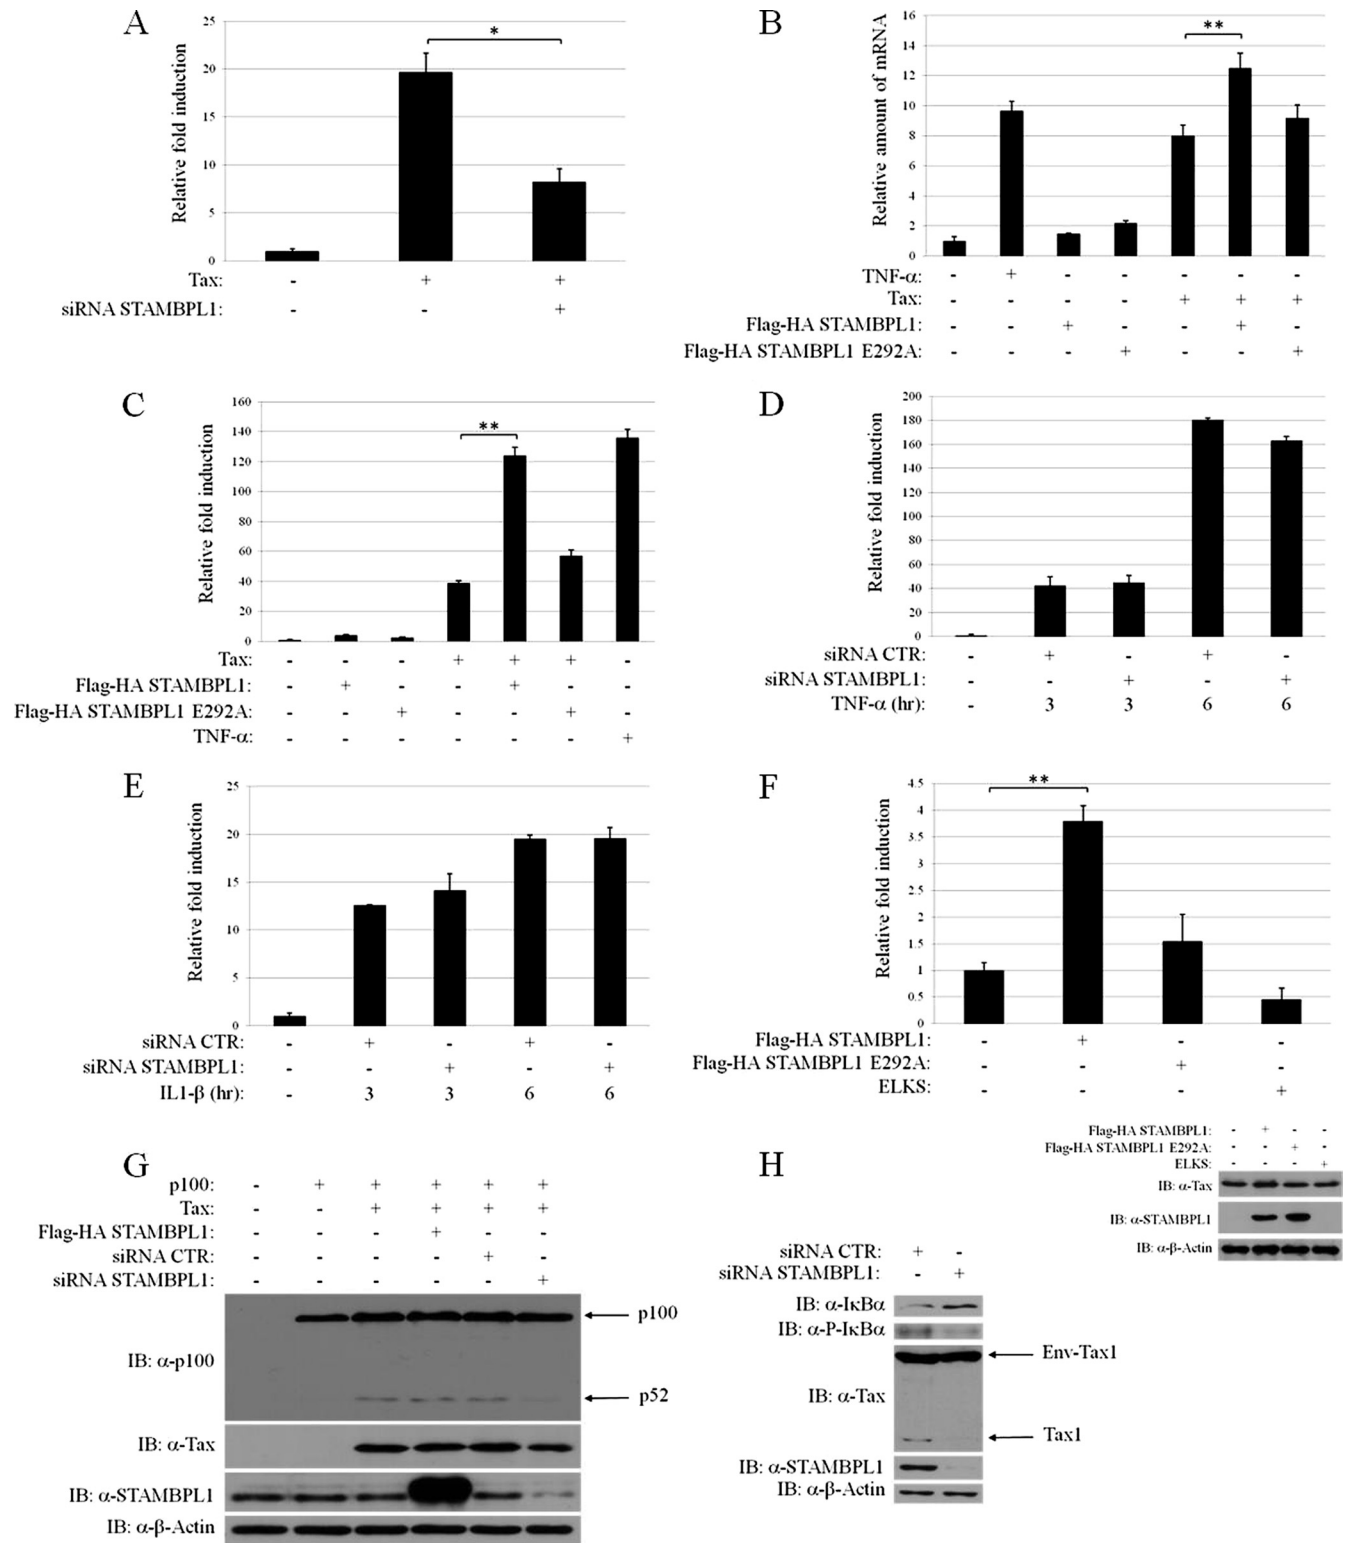 A
Relative fold induction
25
20
15
10
5
0
*
Tax: - + +
siRNA STAMBPL1: - - +
B
Relative amount of mRNA
16
14
12
10
8
6
4
2
0
**
TNF-α: - + - - - - -
Tax: - - - - + + +
Flag-HA STAMBPL1: - - + - - + -
Flag-HA STAMBPL1 E292A: - - - + - - +
C
Relative fold induction
160
140
120
100
80
60
40
20
0
**
Tax: - - - + + + -
Flag-HA STAMBPL1: - + - - + - -
Flag-HA STAMBPL1 E292A: - - + - - + -
TNF-α: - - - - - - +
D
Relative fold induction
200
180
160
140
120
100
80
60
40
20
0
siRNA CTR: - + - + -
siRNA STAMBPL1: - - + - +
TNF-α (hr): - 3 3 6 6
E
Relative fold induction
25
20
15
10
5
0
siRNA CTR: - + - + -
siRNA STAMBPL1: - - + - +
IL1-β (hr): - 3 3 6 6
F
Relative fold induction
4.5
4
3.5
3
2.5
2
1.5
1
0.5
0
**
Flag-HA STAMBPL1: - + - -
Flag-HA STAMBPL1 E292A: - - + -
ELKS: - - - +
Flag-HA STAMBPL1: - + - -
Flag-HA STAMBPL1 E292A: - - + -
ELKS: - - - +
IB: α-Tax
IB: α-STAMBPL1
IB: α-β-Actin
G
p100: - + + + + +
Tax: - - + + + +
Flag-HA STAMBPL1: - - - + - -
siRNA CTR: - - - - + -
siRNA STAMBPL1: - - - - - +
IB: α-p100
p100
p52
IB: α-Tax
IB: α-STAMBPL1
IB: α-β-Actin
H
siRNA CTR: + -
siRNA STAMBPL1: - +
IB: α-IκBα
IB: α-P-IκBα
IB: α-Tax
Env-Tax1
Tax1
IB: α-STAMBPL1
IB: α-β-Actin